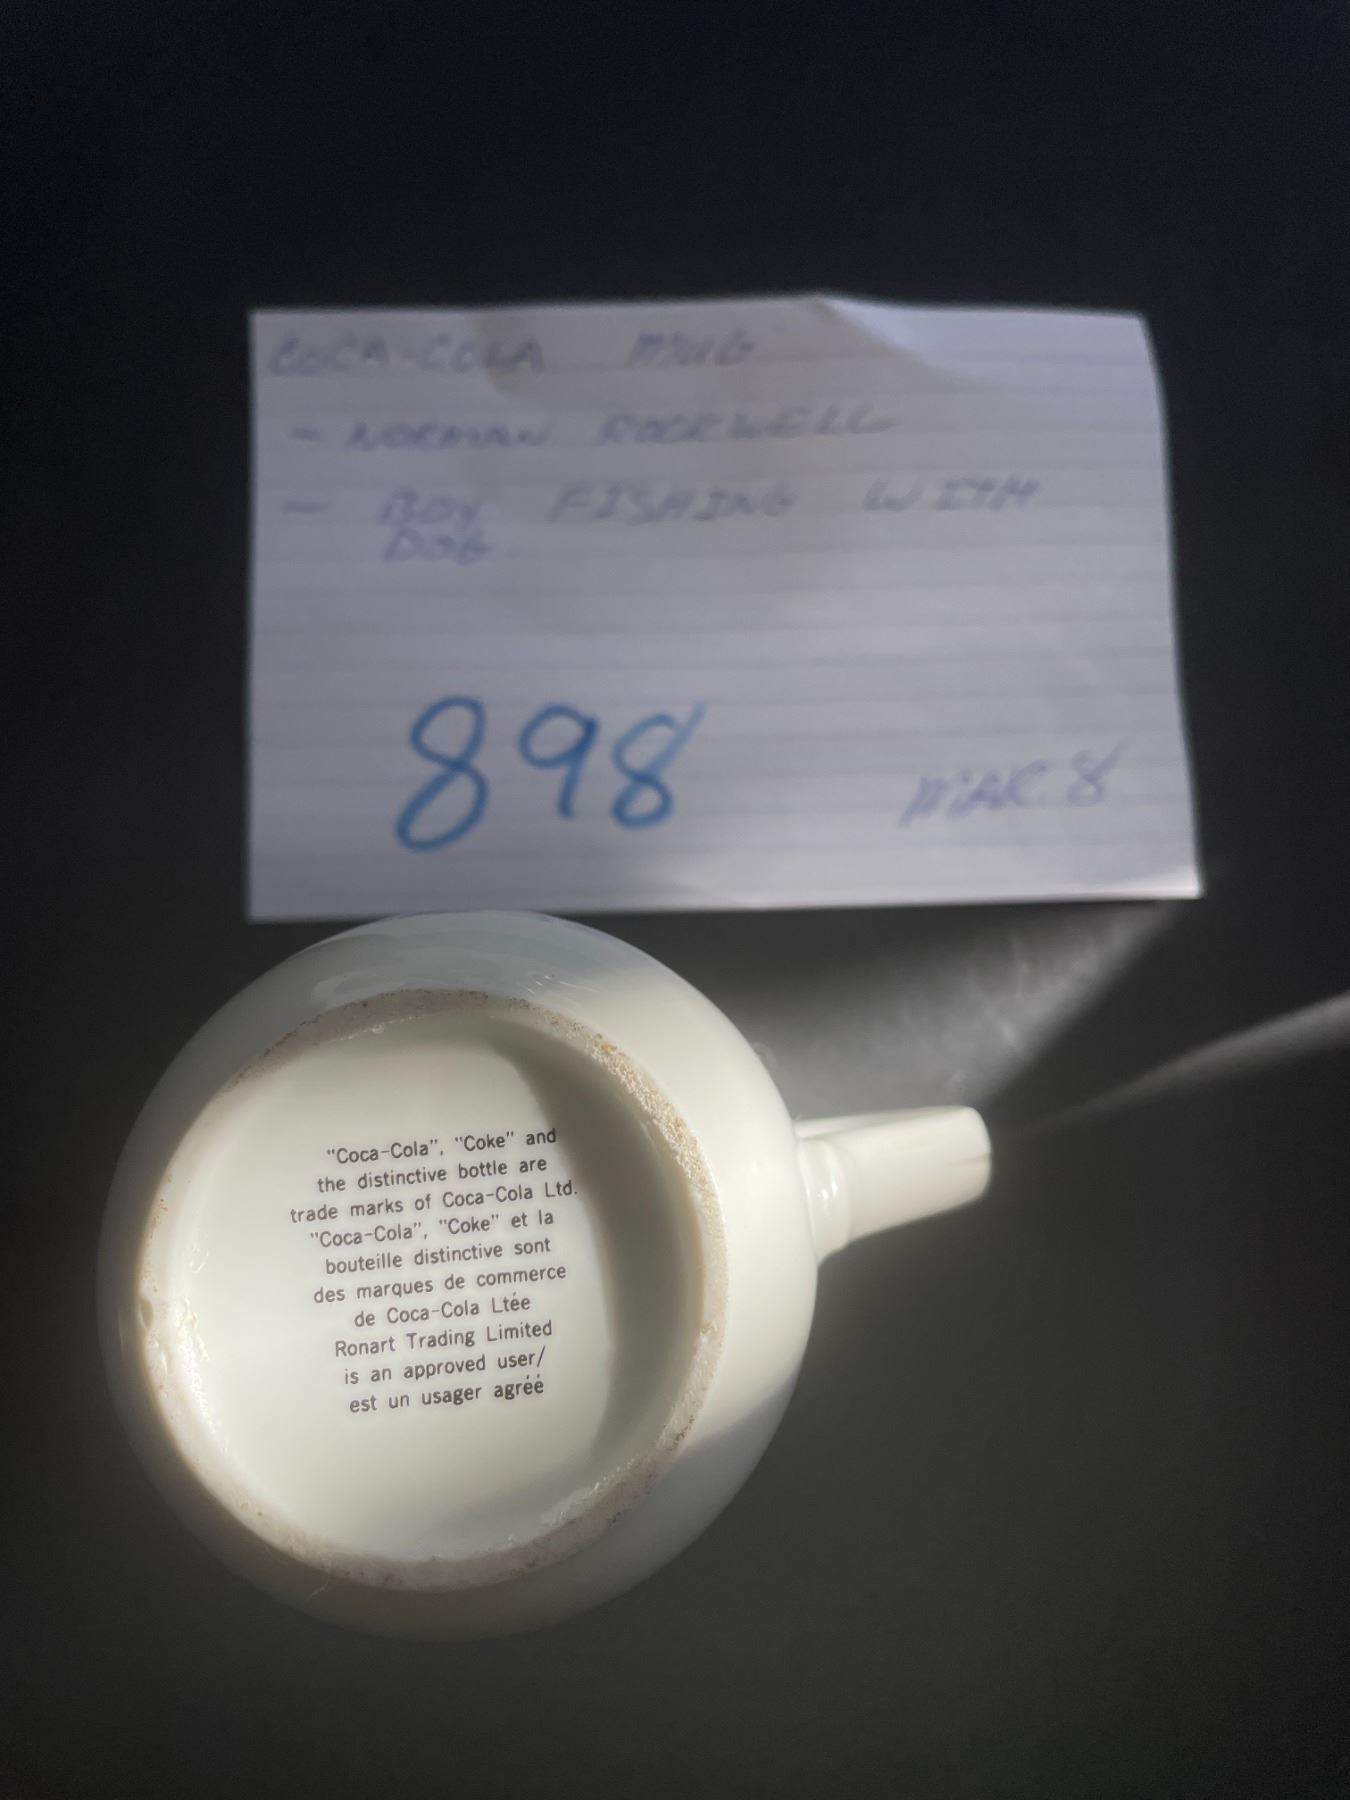 COCA-COLA MUG
- NORMAN ROCKWELL
- BOY FISHING WITH
DOG.
898
MAR 8
"Coca-Cola", "Coke" and
the distinctive bottle are
trade marks of Coca-Cola Ltd.
"Coca-Cola", "Coke" et la
bouteille distinctive sont
des marques de commerce
de Coca-Cola Ltée
Ronart Trading Limited
is an approved user/
est un usager agréé